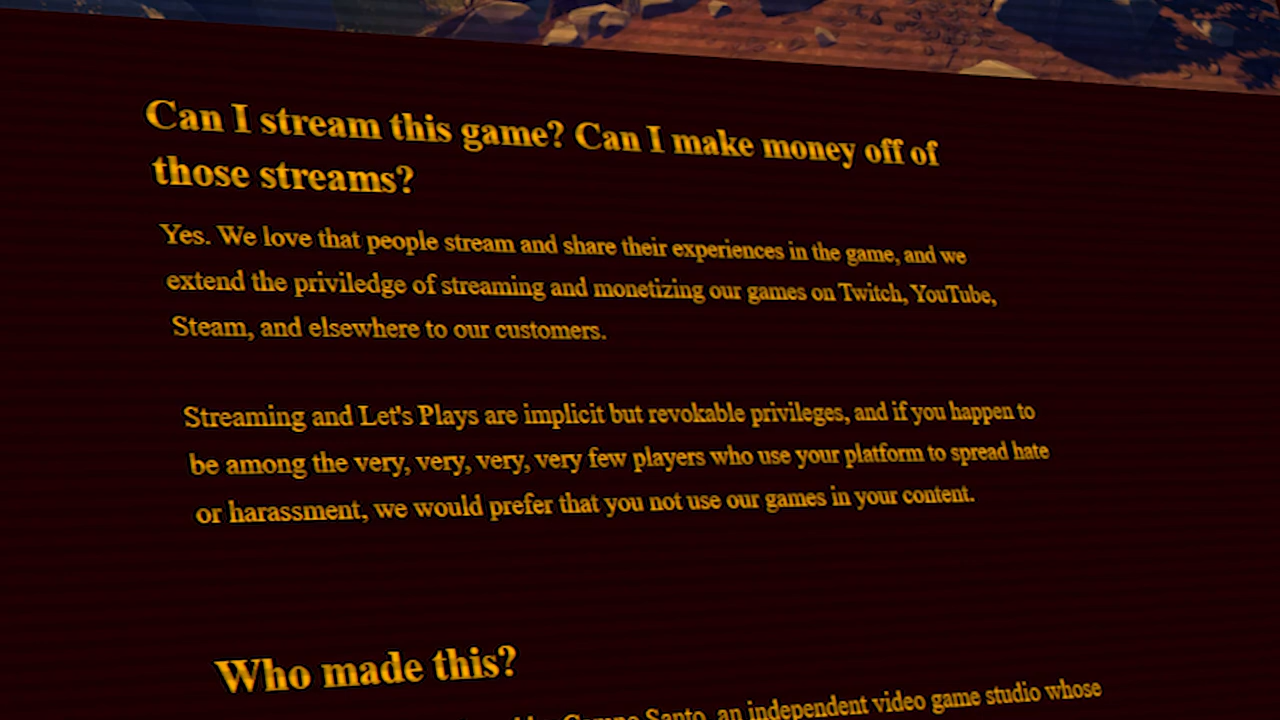 Can I stream this game? Can I make money off of
those streams?
Yes. We love that people stream and share their experiences in the game, and we
extend the priviledge of streaming and monetizing our games on Twitch, YouTube,
Steam, and elsewhere to our customers.
Streaming and Let's Plays are implicit but revokable privileges, and if you happen to
be among the very, very, very, very few players who use your platform to spread hate
or harassment, we would prefer that you not use our games in your content.
Who made this?
Santo, an independent video game studio whose